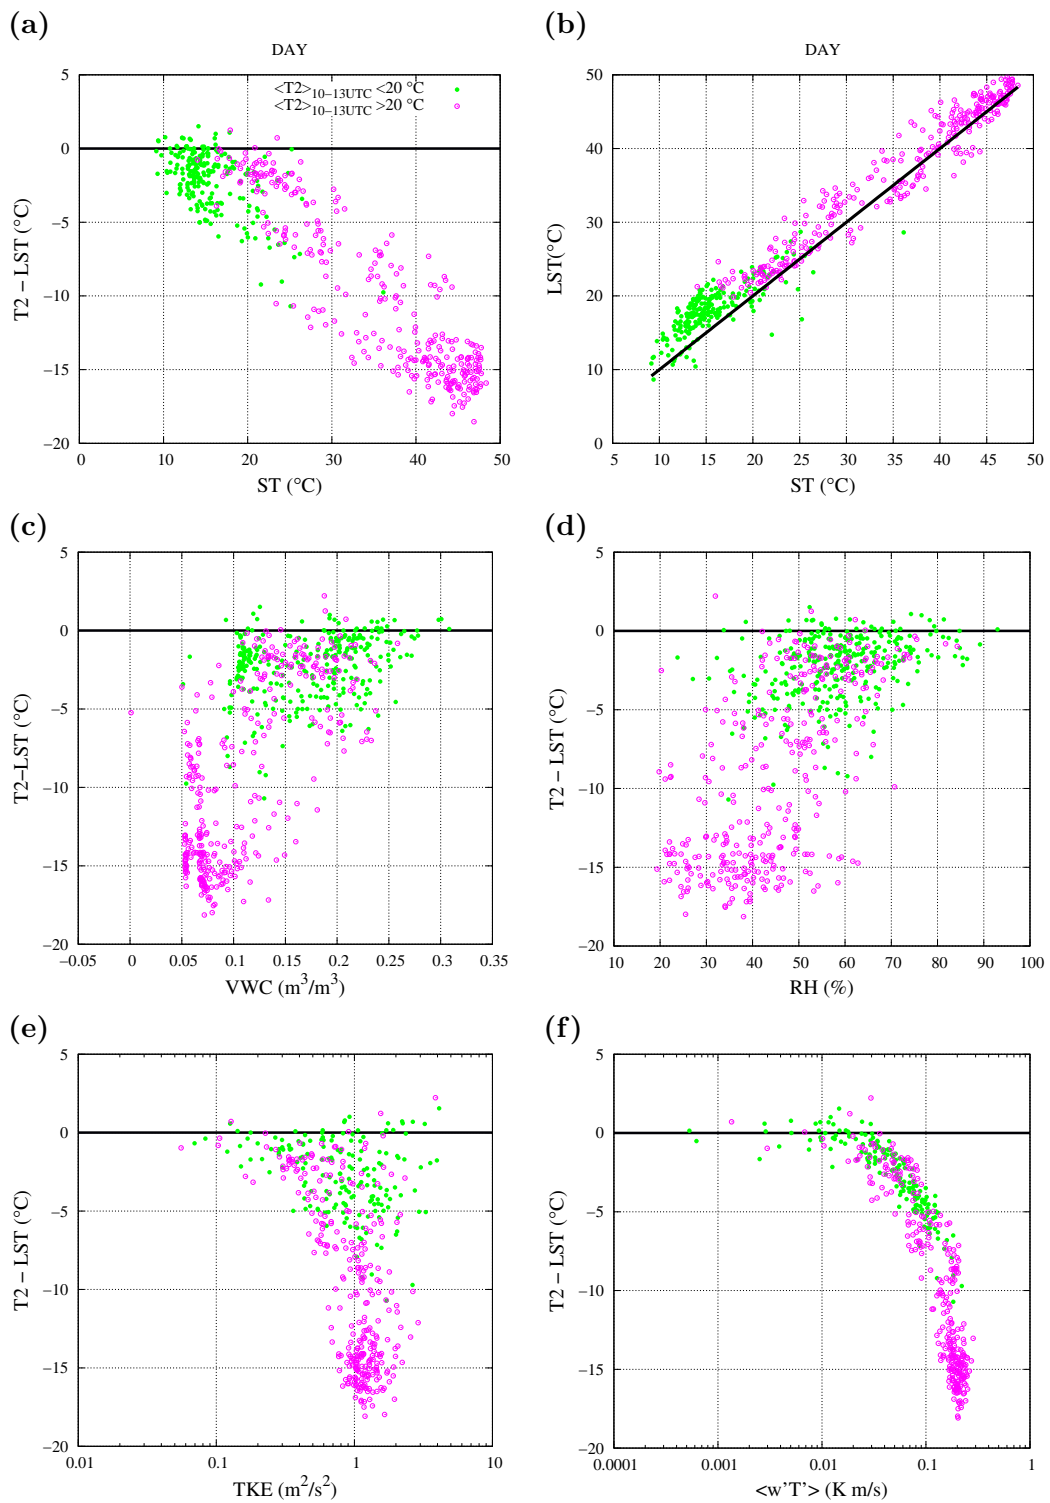 (a)
DAY
<T2>10−13UTC <20 °C
<T2>10−13UTC >20 °C
5
0
−5
−10
−15
−20
T2 − LST (°C)
0 10 20 30 40 50
ST (°C)
(b)
DAY
50
40
30
20
10
0
LST(°C)
5 10 15 20 25 30 35 40 45 50
ST (°C)
(c)
5
0
−5
−10
−15
−20
T2−LST (°C)
−0.05 0 0.05 0.1 0.15 0.2 0.25 0.3 0.35
VWC (m³/m³)
(d)
5
0
−5
−10
−15
−20
T2 − LST (°C)
10 20 30 40 50 60 70 80 90 100
RH (%)
(e)
5
0
−5
−10
−15
−20
T2 − LST (°C)
0.01 0.1 1 10
TKE (m²/s²)
(f)
5
0
−5
−10
−15
−20
T2 − LST (°C)
0.0001 0.001 0.01 0.1 1
<w’T’> (K m/s)